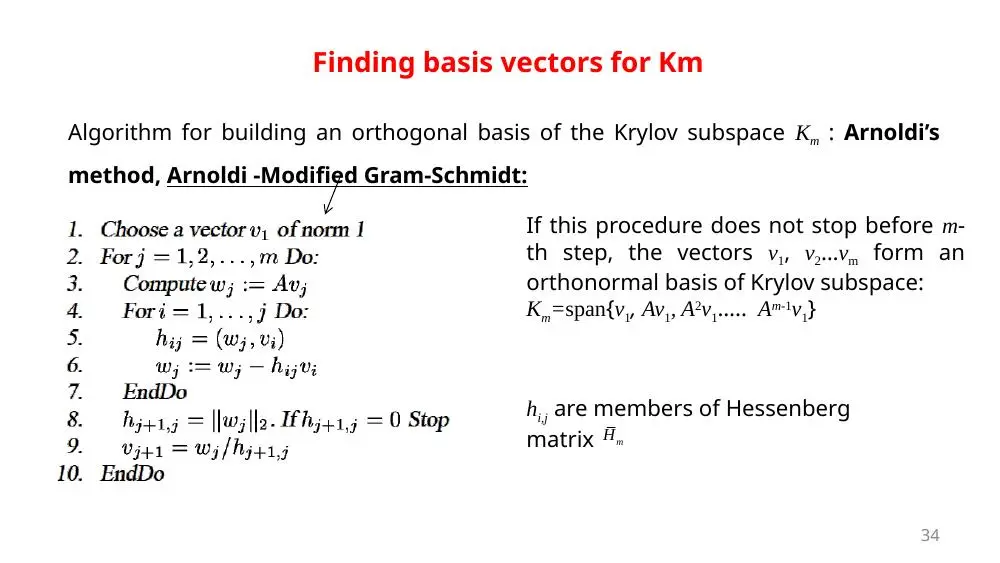 Finding basis vectors for Km
Algorithm for building an orthogonal basis of the Krylov subspace Kₘ : Arnoldi’s
method, Arnoldi -Modified Gram-Schmidt:
1. Choose a vector v₁ of norm 1
2. For j = 1, 2, . . . , m Do:
3. Compute wⱼ := Avⱼ
4. For i = 1, . . . , j Do:
5. hᵢⱼ = (wⱼ, vᵢ)
6. wⱼ := wⱼ − hᵢⱼvᵢ
7. EndDo
8. hⱼ₊₁,ⱼ = ‖wⱼ‖₂. If hⱼ₊₁,ⱼ = 0 Stop
9. vⱼ₊₁ = wⱼ/hⱼ₊₁,ⱼ
10. EndDo
If this procedure does not stop before m-
th step, the vectors v₁, v₂…vₘ form an
orthonormal basis of Krylov subspace:
Kₘ=span{v₁, Av₁, A²v₁..... Aᵐ⁻¹v₁}
hᵢ,ⱼ are members of Hessenberg
matrix H̅ₘ
34